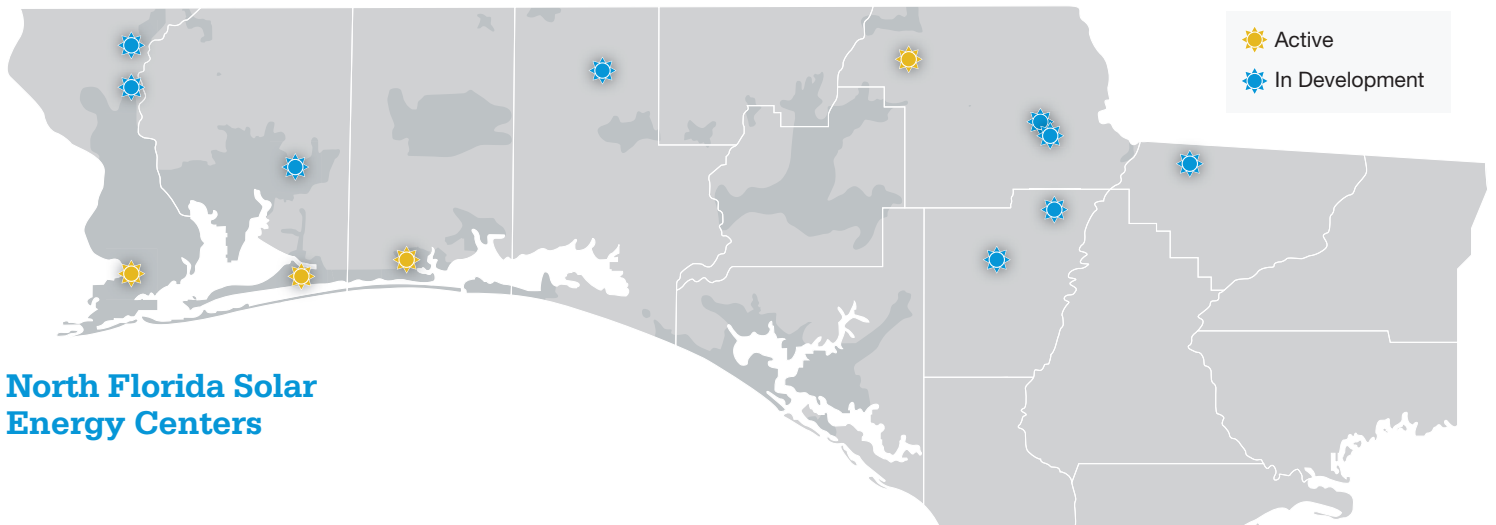 Active
In Development
North Florida Solar
Energy Centers